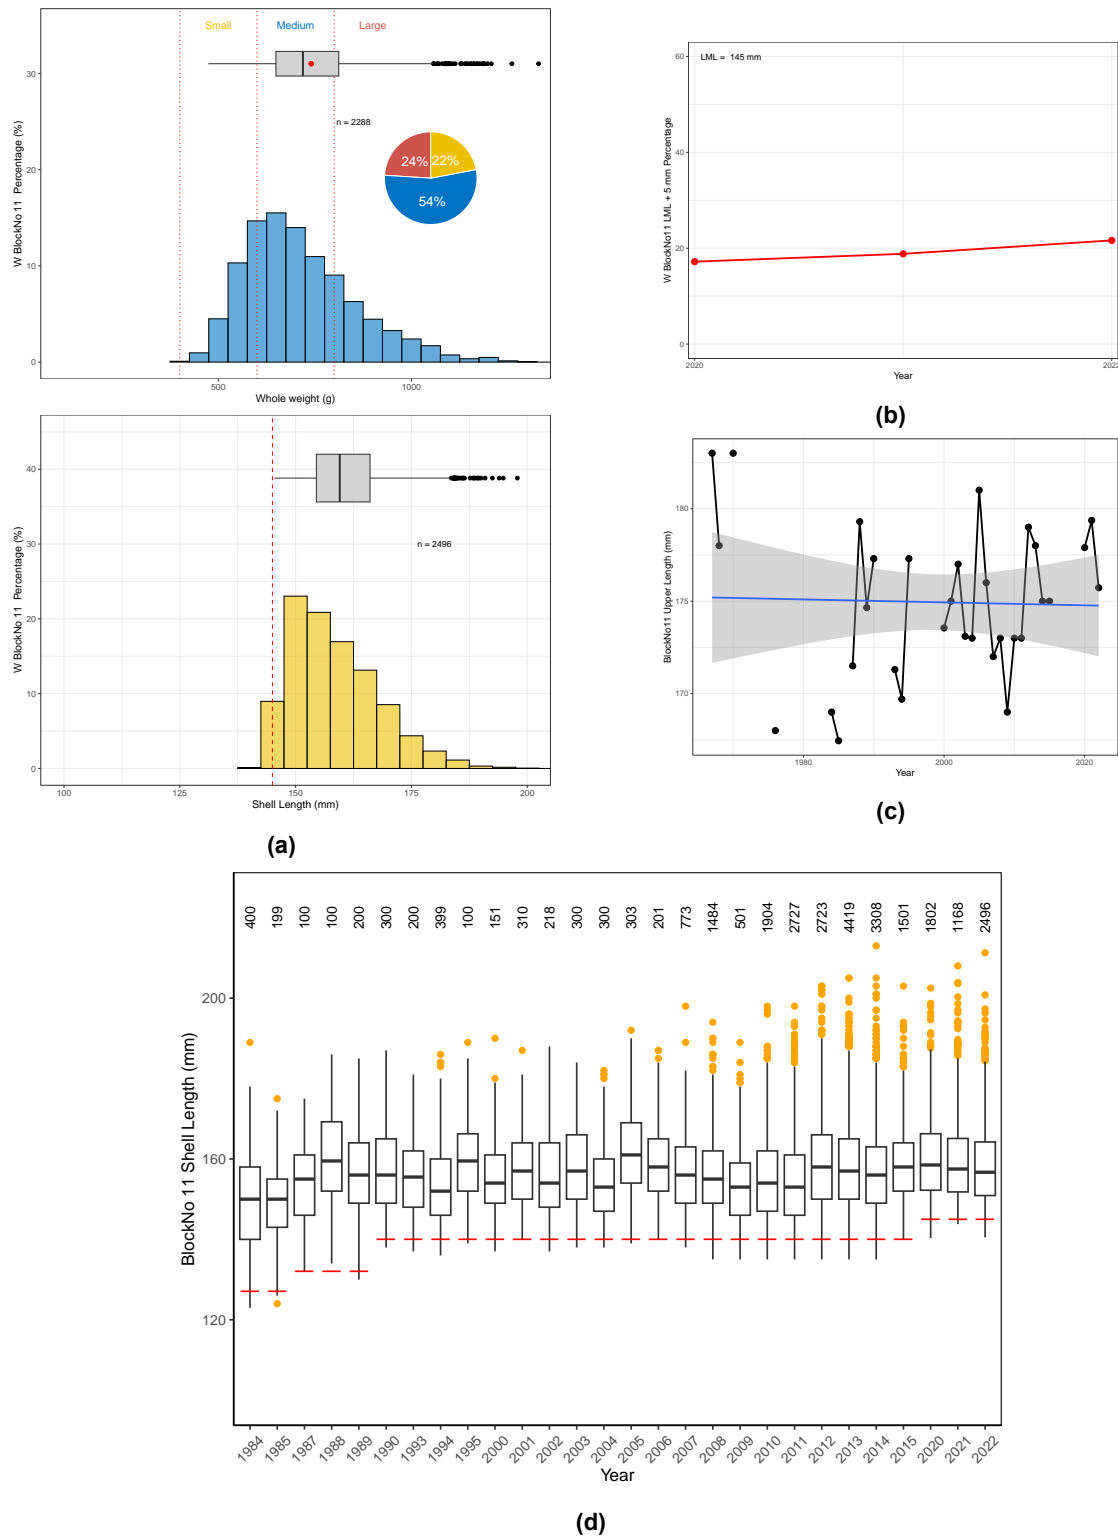 Small Medium Large
n = 2288
24% 22%
54%
W BlockNo 11 Percentage (%)
30
20
10
0
500 1000
Whole weight (g)
W BlockNo 11 Percentage (%)
40
30
20
10
0
n = 2496
100 125 150 175 200
Shell Length (mm)
(a)
LML = 145 mm
W BlockNo11 LML + 5 mm Percentage
60
40
20
0
2020 2022
Year
(b)
BlockNo11 Upper Length (mm)
180
175
170
1980 2000 2020
Year
(c)
400 199 100 100 200 300 200 399 100 151 310 218 300 300 303 201 773 1484 501 1904 2727 2723 4419 3308 1501 1802 1168 2496
BlockNo 11 Shell Length (mm)
200
160
120
1984 1985 1987 1988 1989 1990 1993 1994 1995 2000 2001 2002 2003 2004 2005 2006 2007 2008 2009 2010 2011 2012 2013 2014 2015 2020 2021 2022
Year
(d)